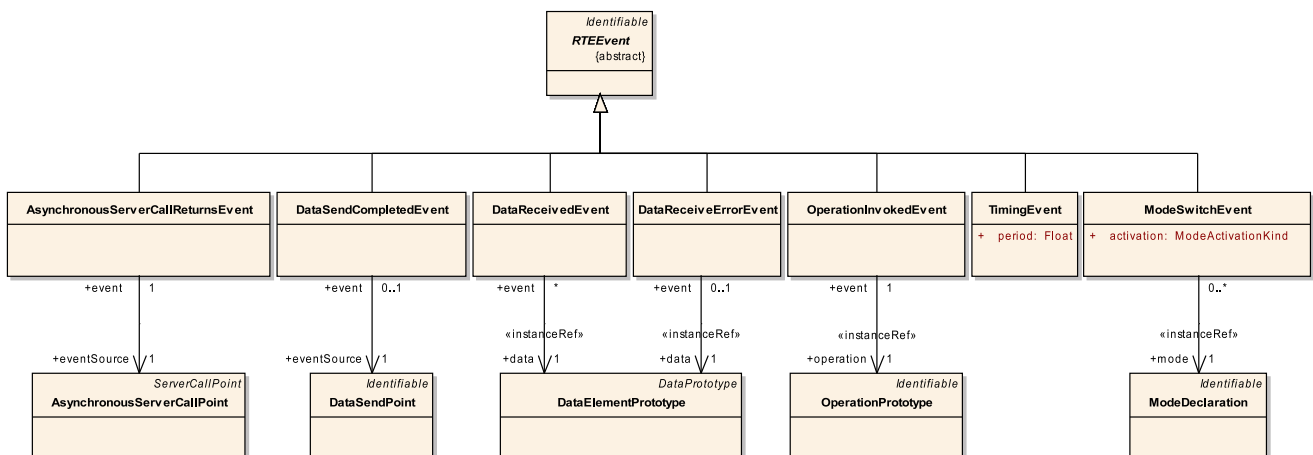 Identifiable
RTEEvent
{abstract}
AsynchronousServerCallReturnsEvent DataSendCompletedEvent DataReceivedEvent DataReceiveErrorEvent OperationInvokedEvent TimingEvent ModeSwitchEvent
+ period: Float + activation: ModeActivationKind
+event 1 +event 0..1 +event * +event 0..1 +event 1 0..*
«instanceRef» «instanceRef» «instanceRef» «instanceRef»
+eventSource 1 +eventSource 1 +data 1 +data 1 +operation 1 +mode 1
ServerCallPoint Identifiable DataPrototype Identifiable Identifiable
AsynchronousServerCallPoint DataSendPoint DataElementPrototype OperationPrototype ModeDeclaration